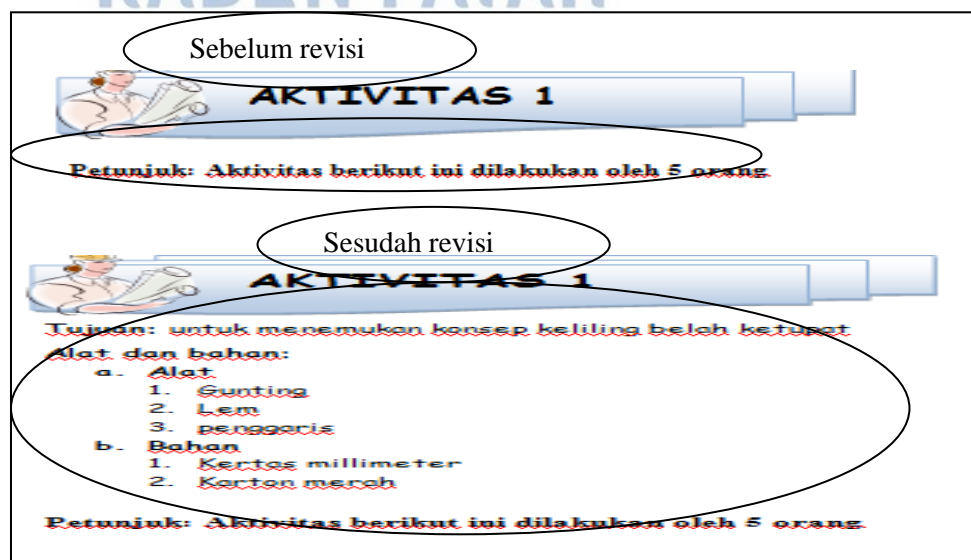 RADEN FATAH
Sebelum revisi
AKTIVITAS 1
Petunjuk: Aktivitas berikut ini dilakukan oleh 5 orang
Sesudah revisi
AKTIVITAS 1
Tujuan: untuk menemukan konsep keliling belah ketupat
Alat dan bahan:
a. Alat
1. Gunting
2. Lem
3. penggaris
b. Bahan
1. Kertas millimeter
2. Karton merah
Petunjuk: Aktivitas berikut ini dilakukan oleh 5 orang